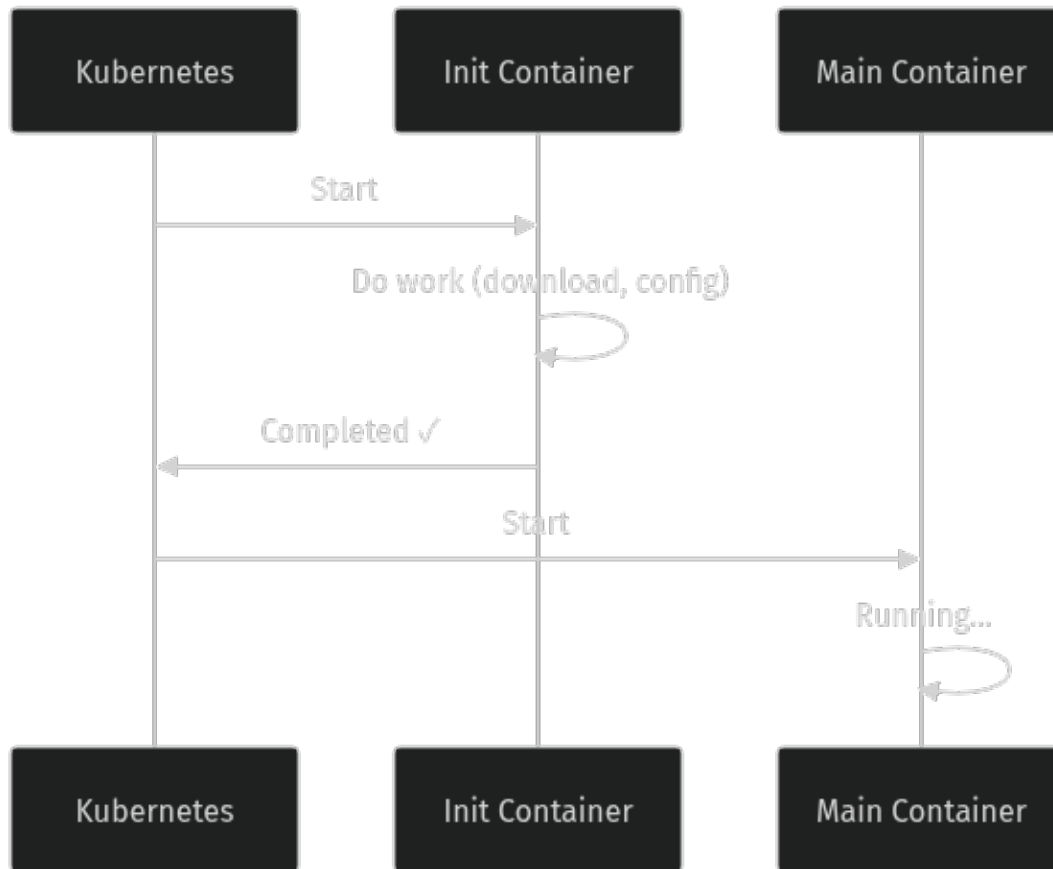 Kubernetes
Init Container
Main Container
Start
Do work (download, config)
Completed ✓
Start
Running...
Kubernetes
Init Container
Main Container